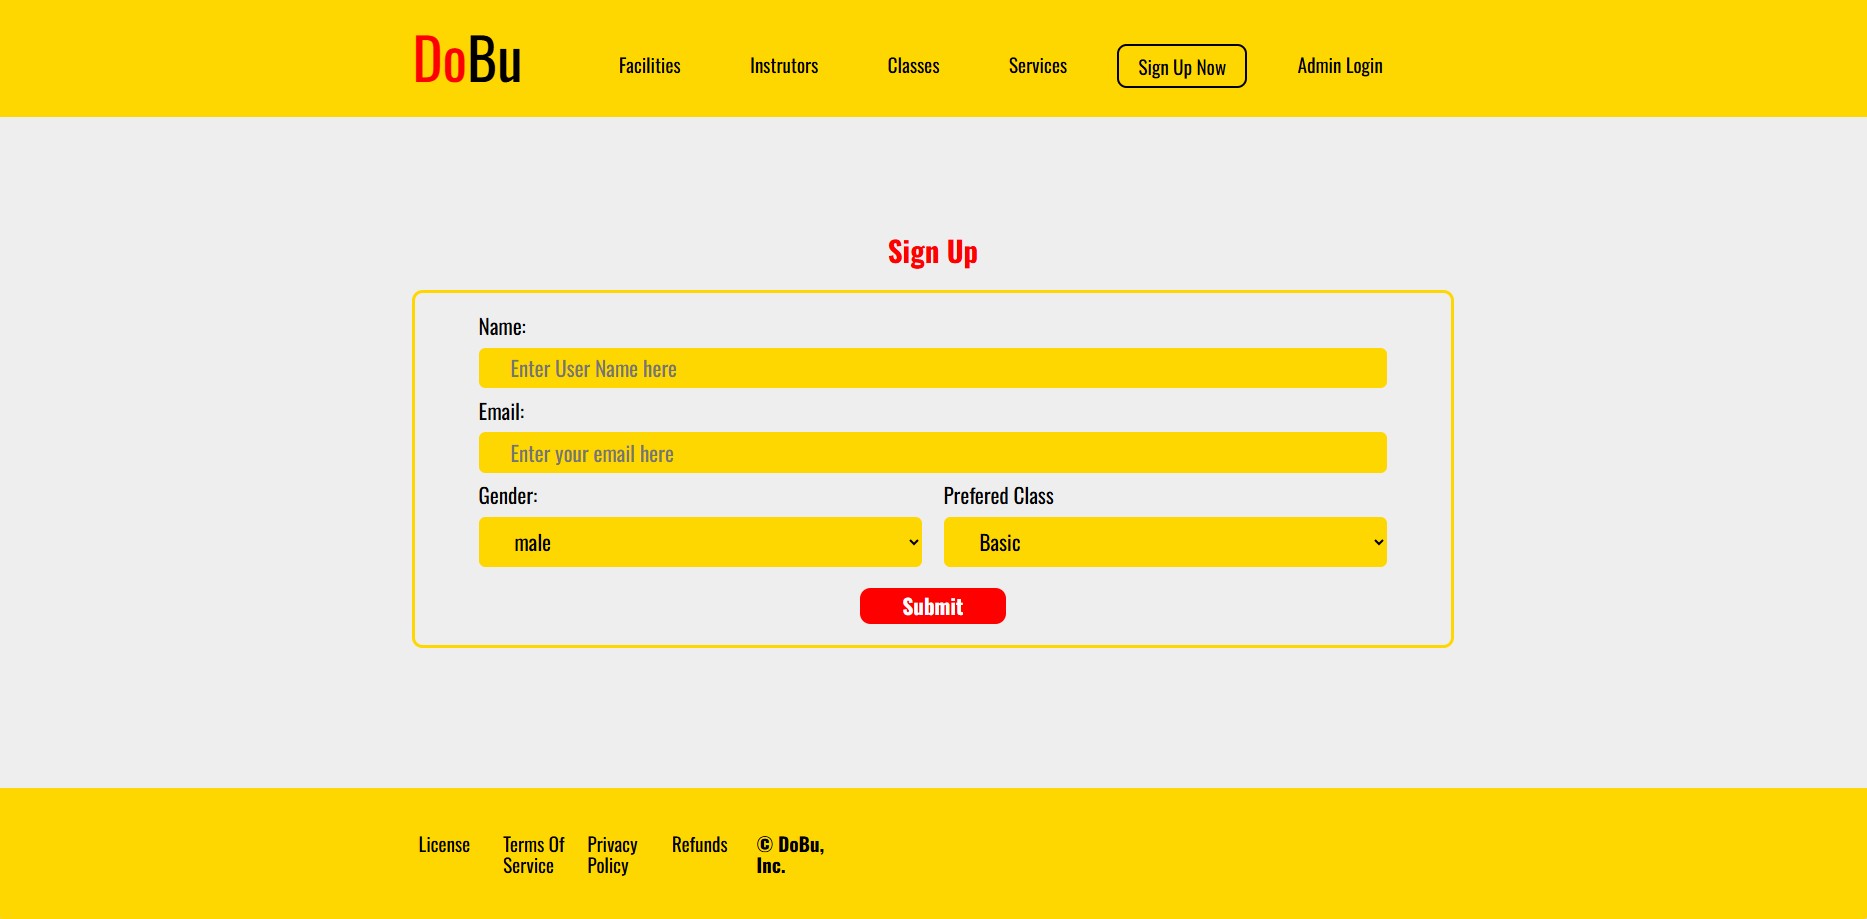 DoBu
Facilities
Instrutors
Classes
Services
Sign Up Now
Admin Login
Sign Up
Name:
Enter User Name here
Email:
Enter your email here
Gender:
Prefered Class
male
Basic
Submit
License
Terms Of
Service
Privacy
Policy
Refunds
© DoBu,
Inc.